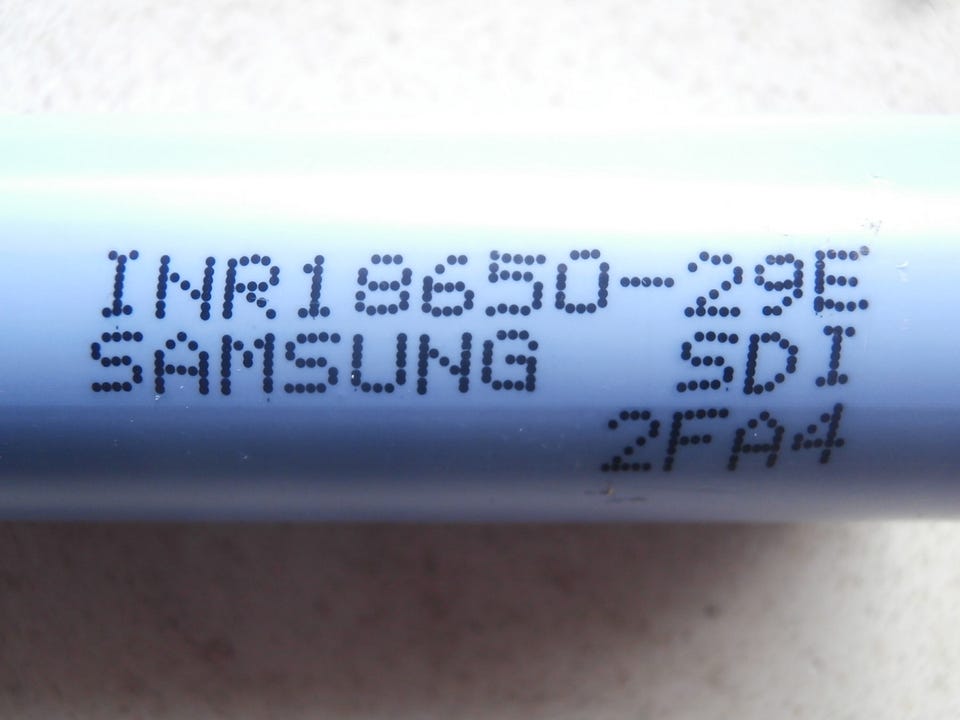 INR18650-29E
SAMSUNG SDI
2FA4